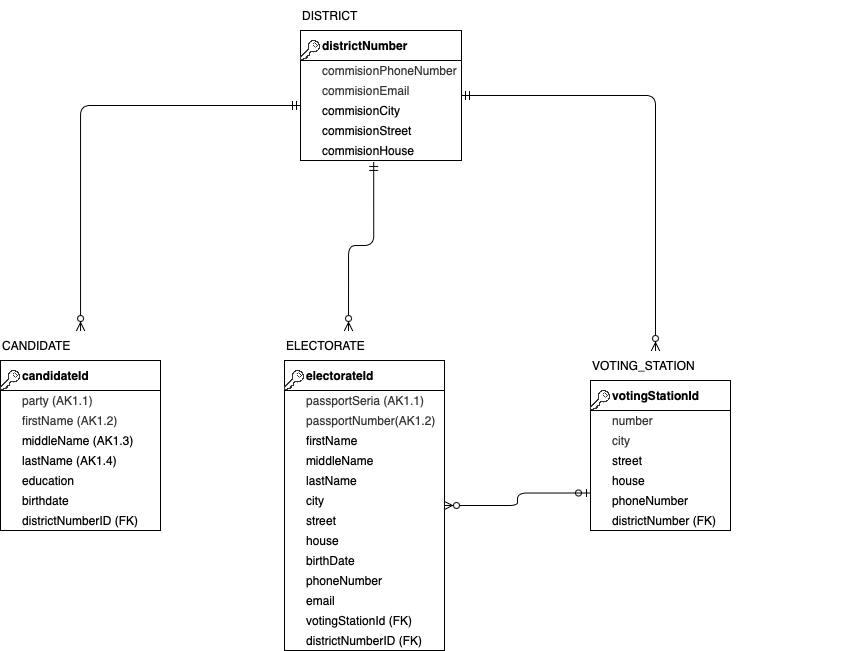 DISTRICT
districtNumber
commisionPhoneNumber
commisionEmail
commisionCity
commisionStreet
commisionHouse
CANDIDATE
candidateId
party (AK1.1)
firstName (AK1.2)
middleName (AK1.3)
lastName (AK1.4)
education
birthdate
districtNumberID (FK)
ELECTORATE
electorateId
passportSeria (AK1.1)
passportNumber(AK1.2)
firstName
middleName
lastName
city
street
house
birthDate
phoneNumber
email
votingStationId (FK)
districtNumberID (FK)
VOTING_STATION
votingStationId
number
city
street
house
phoneNumber
districtNumber (FK)